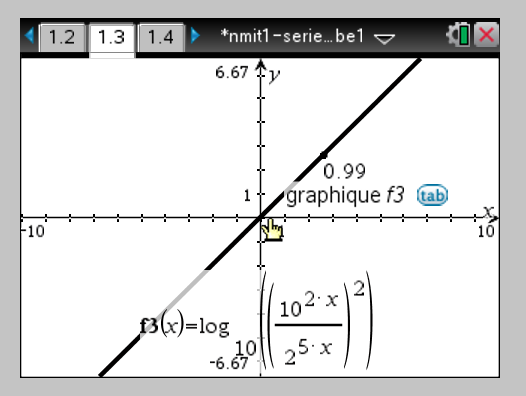 1.2 1.3 1.4 *nmit1-serie…be1
6.67 y
0.99
1 graphique f3 tab
x
-10 10
f3(x)=log₁₀(((10^(2·x))/(2^(5·x)))^2)
-6.67